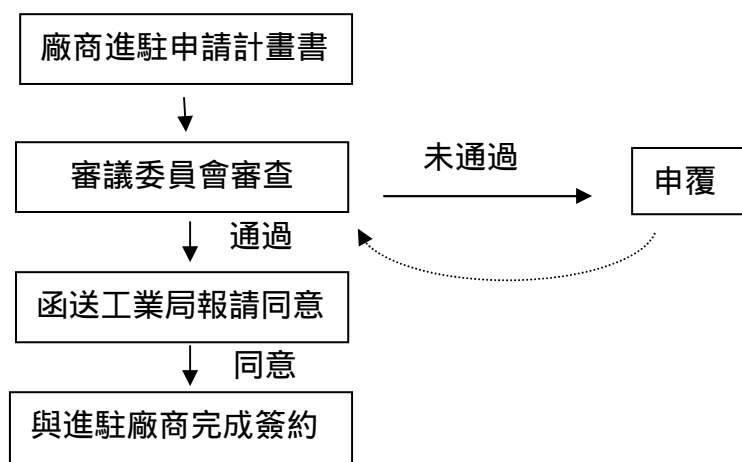 廠商進駐申請計畫書
審議委員會審查
未通過
申覆
通過
函送工業局報請同意
同意
與進駐廠商完成簽約